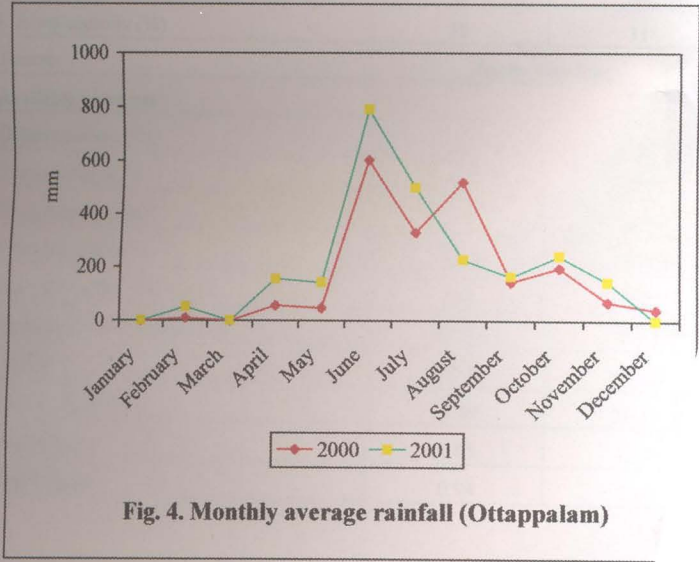 1000
800
600
400
200
0
mm
January
February
March
April
May
June
July
August
September
October
November
December
2000 2001
Fig. 4. Monthly average rainfall (Ottappalam)